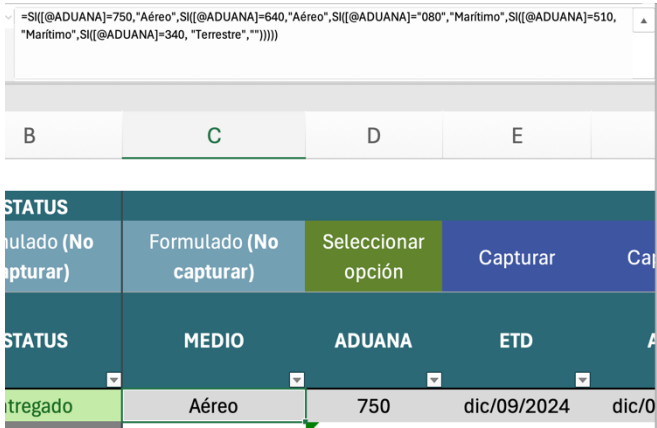 =SI([@ADUANA]=750,"Aéreo",SI([@ADUANA]=640,"Aéreo",SI([@ADUANA]="080","Marítimo",SI([@ADUANA]=510,
"Marítimo",SI([@ADUANA]=340, "Terrestre","")))))
B C D E
STATUS
(No Formulado (No Seleccionar Capturar
capturar) opción
STATUS MEDIO ADUANA ETD
Aéreo 750 dic/09/2024